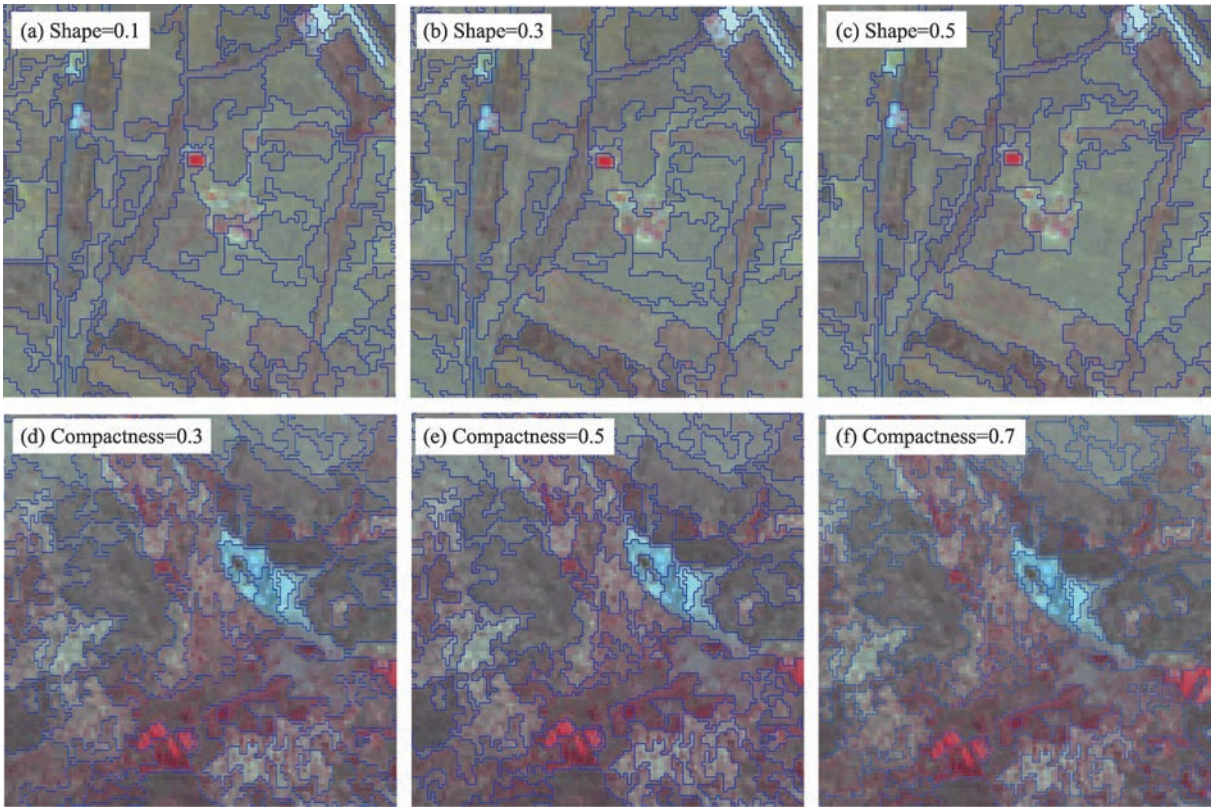 (a) Shape=0.1
(b) Shape=0.3
(c) Shape=0.5
(d) Compactness=0.3
(e) Compactness=0.5
(f) Compactness=0.7